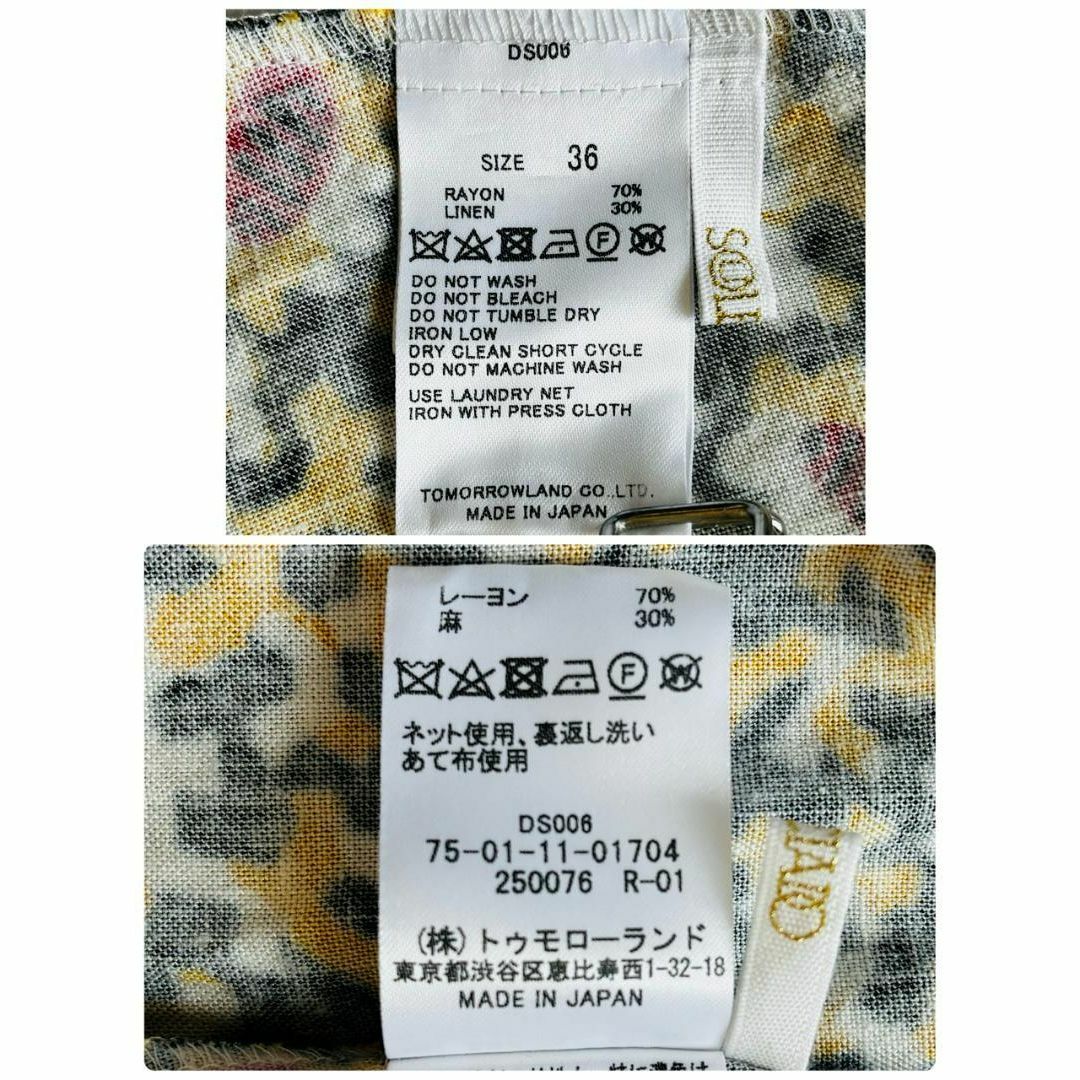 DS006
SIZE 36
RAYON 70%
LINEN 30%
F W
DO NOT WASH
DO NOT BLEACH
DO NOT TUMBLE DRY
IRON LOW
DRY CLEAN SHORT CYCLE
DO NOT MACHINE WASH
USE LAUNDRY NET
IRON WITH PRESS CLOTH
TOMORROWLAND CO.,LTD.
MADE IN JAPAN
レーヨン 70%
麻 30%
F W
ネット使用、裏返し洗い
あて布使用
DS006
75-01-11-01704
250076 R-01
(株)トゥモローランド
東京都渋谷区恵比寿西1-32-18
MADE IN JAPAN